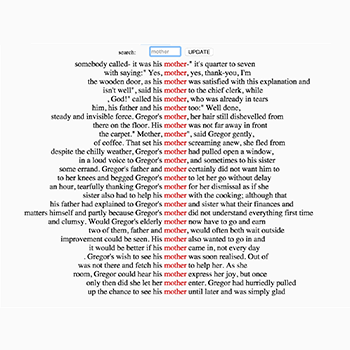 search: mother UPDATE
somebody called- it was his mother-" it's quarter to seven
with saying:" Yes, mother, yes, thank-you, I'm
the wooden door, as his mother was satisfied with this explanation and
isn't well", said his mother to the chief clerk, while
, God!" called his mother, who was already in tears
him, his father and his mother too:" Well done,
steady and invisible force. Gregor's mother, her hair still dishevelled from
there on the floor. His mother was not far away in front
the carpet." Mother, mother", said Gregor gently,
of coffee. That set his mother screaming anew, she fled from
despite the chilly weather, Gregor's mother had pulled open a window,
in a loud voice to Gregor's mother, and sometimes to his sister
some errand. Gregor's father and mother certainly did not want him to
to her knees and begged Gregor's mother to let her go without delay
an hour, tearfully thanking Gregor's mother for her dismissal as if she
sister also had to help his mother with the cooking; although that
his father had explained to Gregor's mother and sister what their finances and
matters himself and partly because Gregor's mother did not understand everything first time
and clumsy. Would Gregor's elderly mother now have to go and earn
two of them, father and mother, would often both wait outside
improvement could be seen. His mother also wanted to go in and
it would be better if his mother came in, not every day
. Gregor's wish to see his mother was soon realised. Out of
was not there and fetch his mother to help her. As she
room, Gregor could hear his mother express her joy, but once
only then did she let her mother enter. Gregor had hurriedly pulled
up the chance to see his mother until later and was simply glad